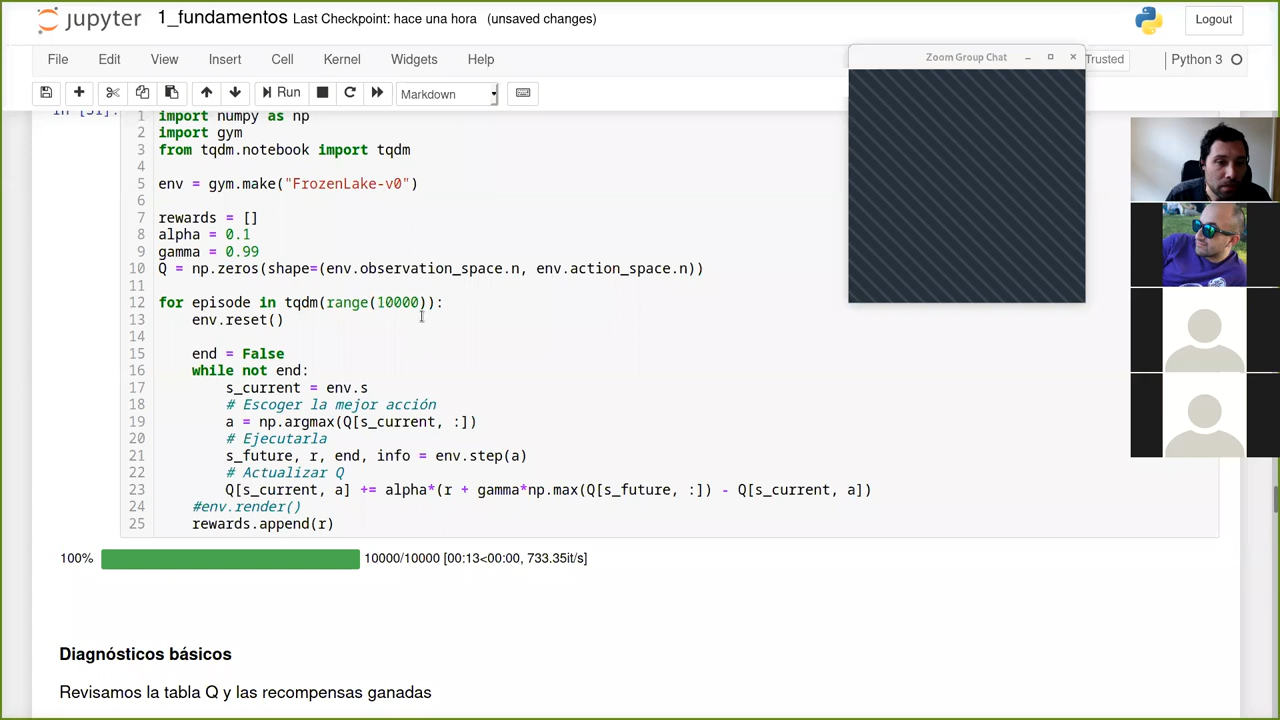 jupyter 1_fundamentos Last Checkpoint: hace una hora (unsaved changes) Logout
File Edit View Insert Cell Kernel Widgets Help Trusted Python 3
Run Markdown
Zoom Group Chat
In [31]:
1 import numpy as np
2 import gym
3 from tqdm.notebook import tqdm
4
5 env = gym.make("FrozenLake-v0")
6
7 rewards = []
8 alpha = 0.1
9 gamma = 0.99
10 Q = np.zeros(shape=(env.observation_space.n, env.action_space.n))
11
12 for episode in tqdm(range(10000)):
13 env.reset()
14
15 end = False
16 while not end:
17 s_current = env.s
18 # Escoger la mejor acción
19 a = np.argmax(Q[s_current, :])
20 # Ejecutarla
21 s_future, r, end, info = env.step(a)
22 # Actualizar Q
23 Q[s_current, a] += alpha*(r + gamma*np.max(Q[s_future, :]) - Q[s_current, a])
24 #env.render()
25 rewards.append(r)
100% 10000/10000 [00:13<00:00, 733.35it/s]
Diagnósticos básicos
Revisamos la tabla Q y las recompensas ganadas